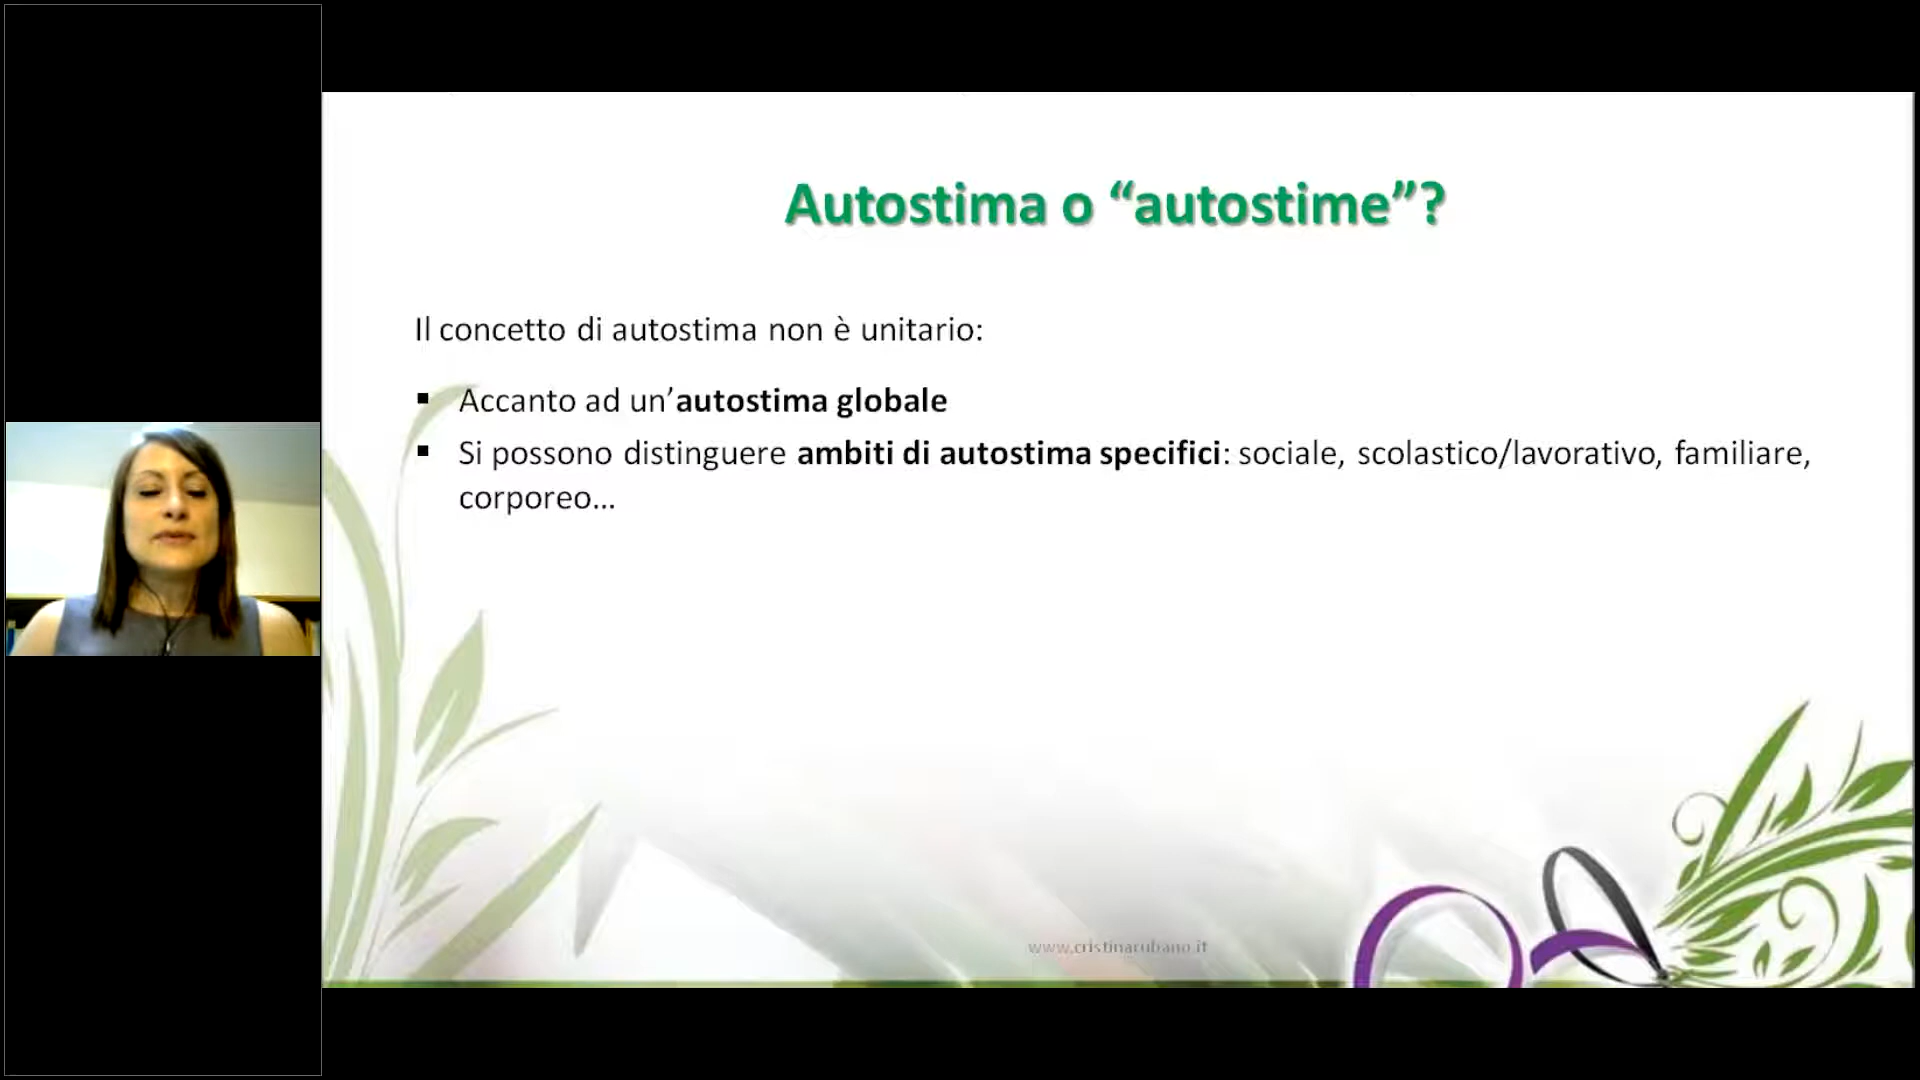 Autostima o “autostime”?
Il concetto di autostima non è unitario:
▪ Accanto ad un’autostima globale
▪ Si possono distinguere ambiti di autostima specifici: sociale, scolastico/lavorativo, familiare,
corporeo...
www.cristinarubano.it